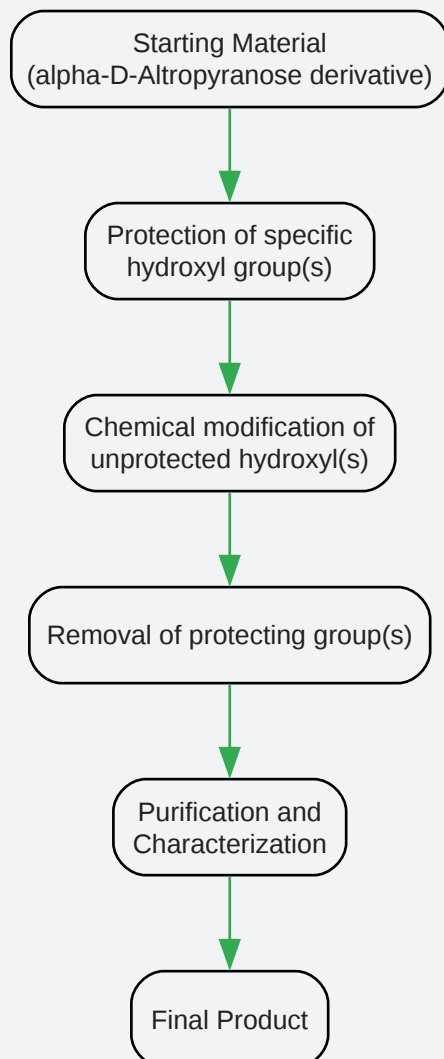 Starting Material
(alpha-D-Altropyranose derivative)
Protection of specific
hydroxyl group(s)
Chemical modification of
unprotected hydroxyl(s)
Removal of protecting group(s)
Purification and
Characterization
Final Product